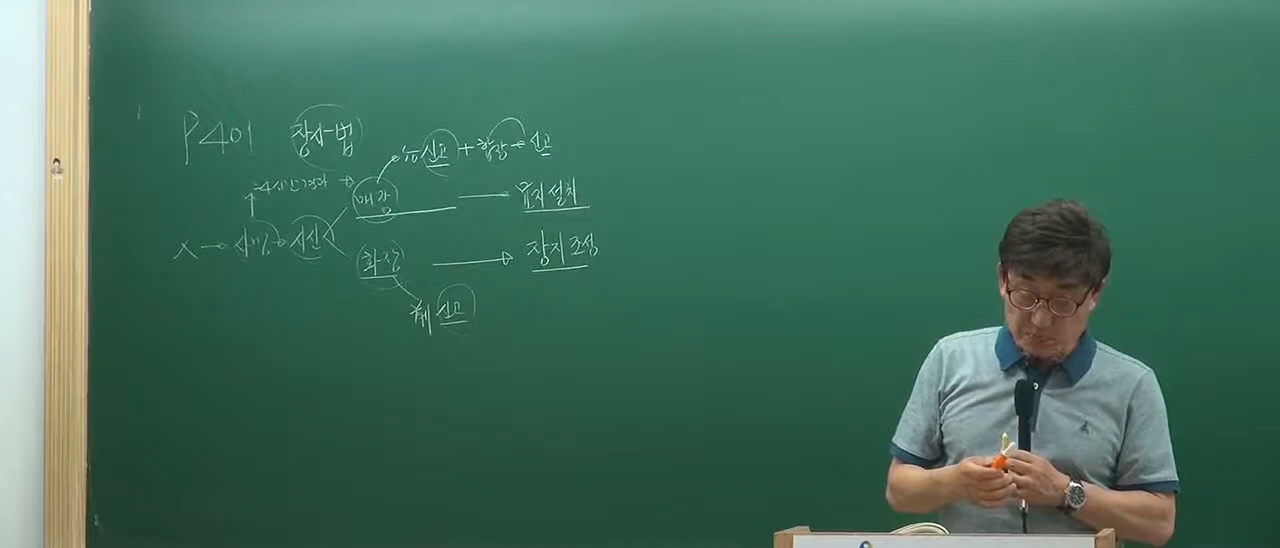 P401 장사법
신고 + 합장 → 신고
24시간 경과 → 매장 → 묘지 설치
X → 사망 → 시신
화장 → 장지 조성
신고